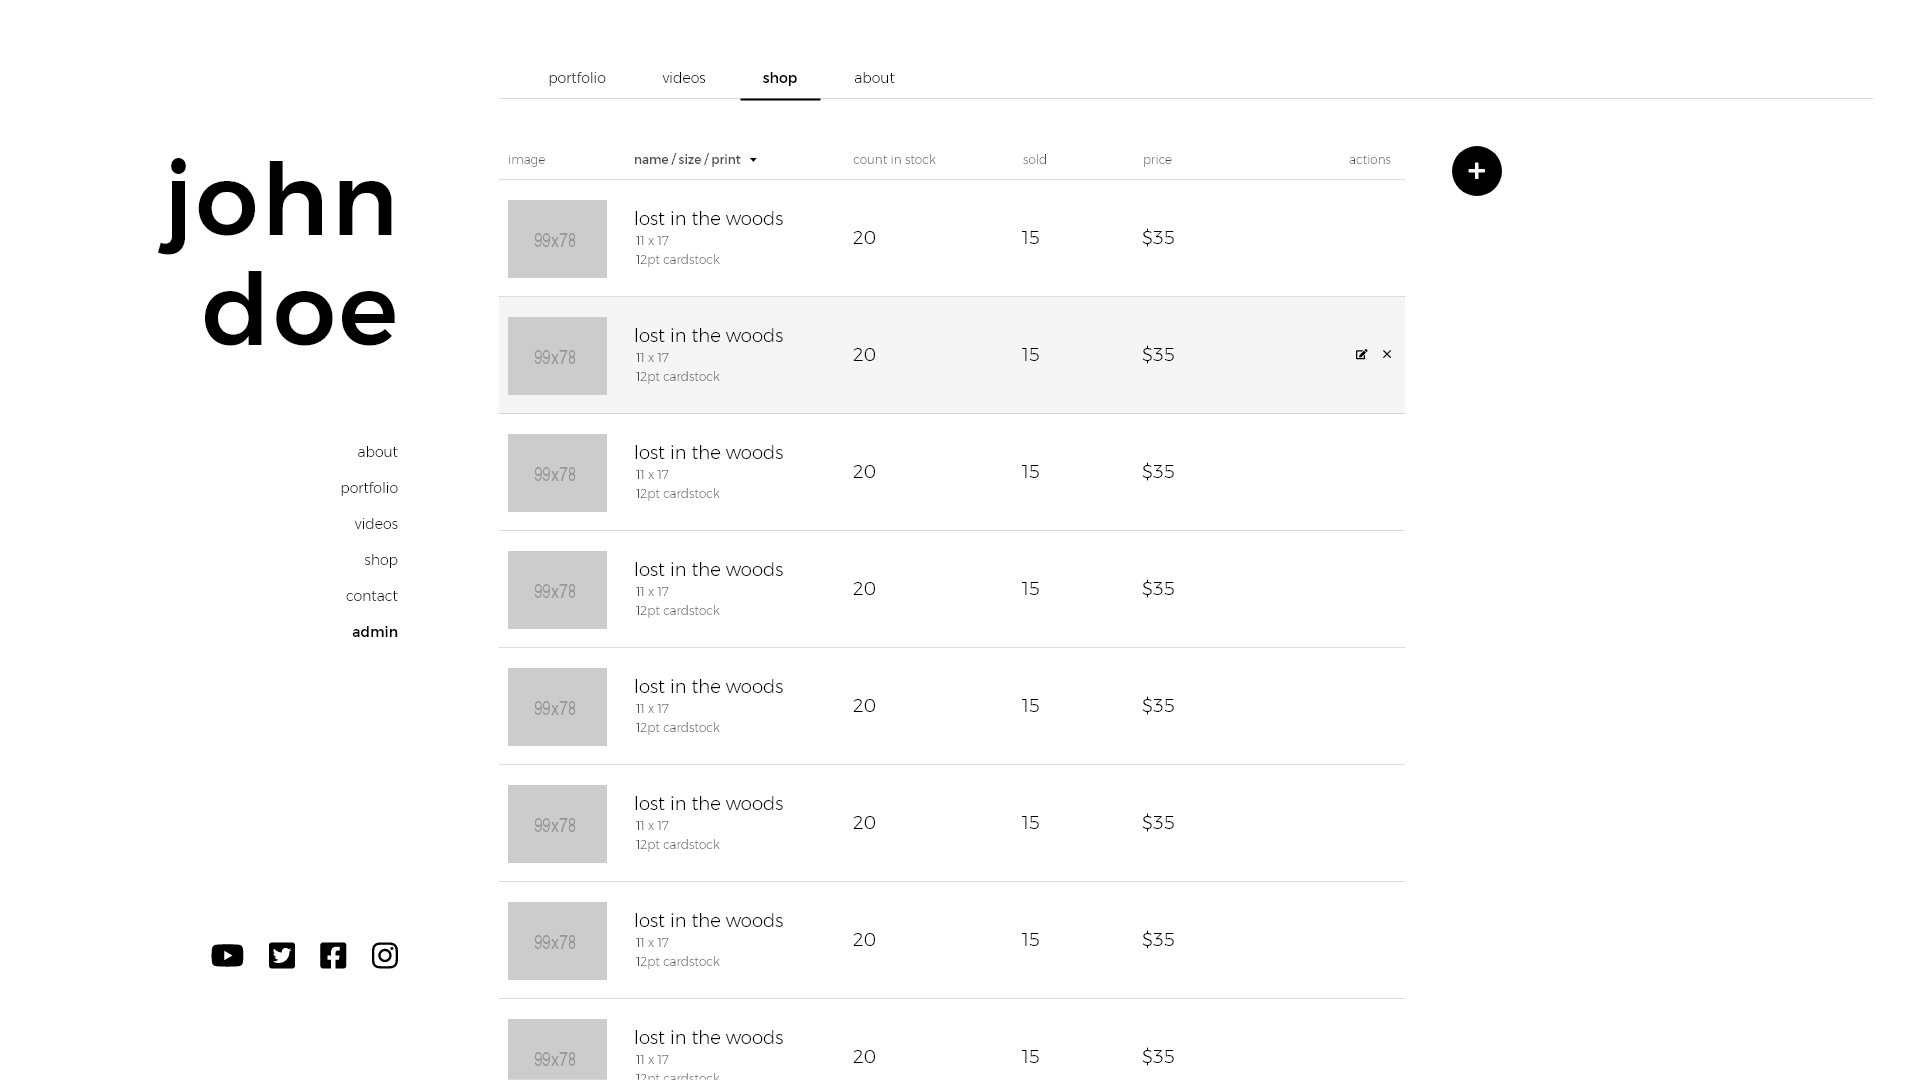 portfolio videos shop about
john
doe
about
portfolio
videos
shop
contact
admin
image name / size / print count in stock sold price actions
99x78
lost in the woods
11 x 17
12pt cardstock
20 15 $35
99x78
lost in the woods
11 x 17
12pt cardstock
20 15 $35
99x78
lost in the woods
11 x 17
12pt cardstock
20 15 $35
99x78
lost in the woods
11 x 17
12pt cardstock
20 15 $35
99x78
lost in the woods
11 x 17
12pt cardstock
20 15 $35
99x78
lost in the woods
11 x 17
12pt cardstock
20 15 $35
99x78
lost in the woods
11 x 17
12pt cardstock
20 15 $35
99x78
lost in the woods
11 x 17
12pt cardstock
20 15 $35